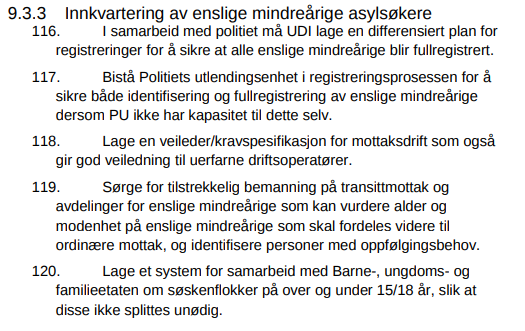 9.3.3 Innkvartering av enslige mindreårige asylsøkere
116. I samarbeid med politiet må UDI lage en differensiert plan for
registreringer for å sikre at alle enslige mindreårige blir fullregistrert.
117. Bistå Politiets utlendingsenhet i registreringsprosessen for å
sikre både identifisering og fullregistrering av enslige mindreårige
dersom PU ikke har kapasitet til dette selv.
118. Lage en veileder/kravspesifikasjon for mottaksdrift som også
gir god veiledning til uerfarne driftsoperatører.
119. Sørge for tilstrekkelig bemanning på transittmottak og
avdelinger for enslige mindreårige som kan vurdere alder og
modenhet på enslige mindreårige som skal fordeles videre til
ordinære mottak, og identifisere personer med oppfølgingsbehov.
120. Lage et system for samarbeid med Barne-, ungdoms- og
familieetaten om søskenflokker på over og under 15/18 år, slik at
disse ikke splittes unødig.